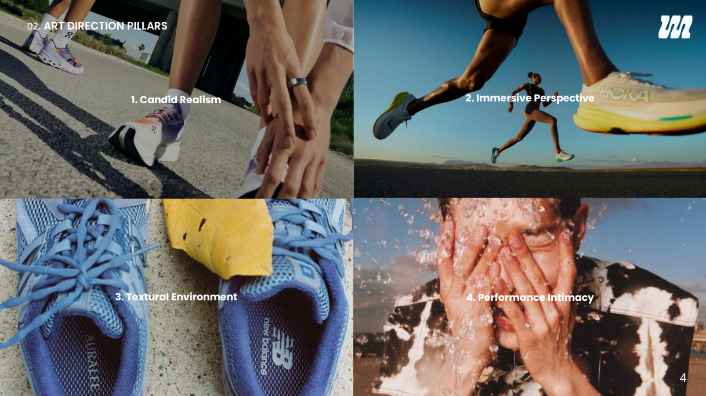 02. ART DIRECTION PILLARS
1. Candid Realism
2. Immersive Perspective
HOKA
3. Textural Environment
AURALEE
new balance
4. Performance Intimacy
4